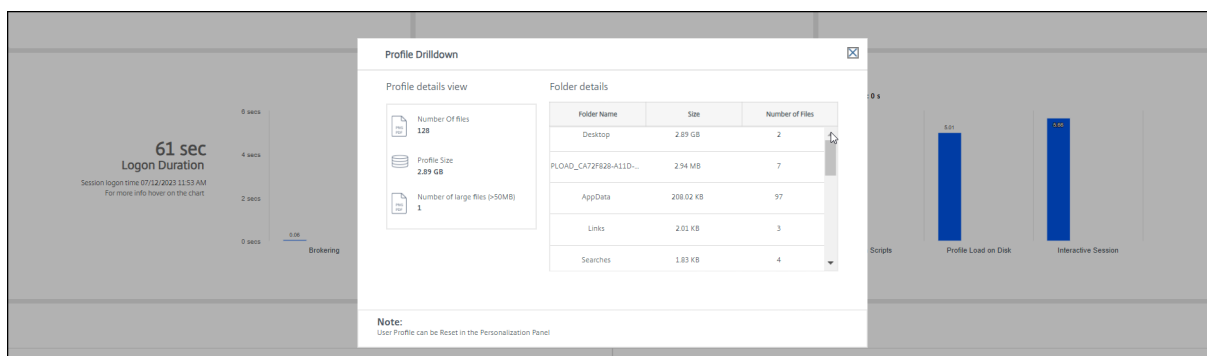 Profile Drilldown
Profile details view
Number Of files
128
Profile Size
2.89 GB
Number of large files (>50MB)
1
Folder details
Folder Name Size Number of Files
Desktop 2.89 GB 2
PLOAD_CA72F828-A11D-... 2.94 MB 7
AppData 208.02 KB 97
Links 2.01 KB 3
Searches 1.83 KB 4
Note:
User Profile can be Reset in the Personalization Panel
61 sec
Logon Duration
Session logon time 07/12/2023 11:53 AM
For more info hover on the chart
6 secs
4 secs
2 secs
0 secs
0.06
Brokering
: 0 s
5.01
Scripts
Profile Load on Disk
Interactive Session